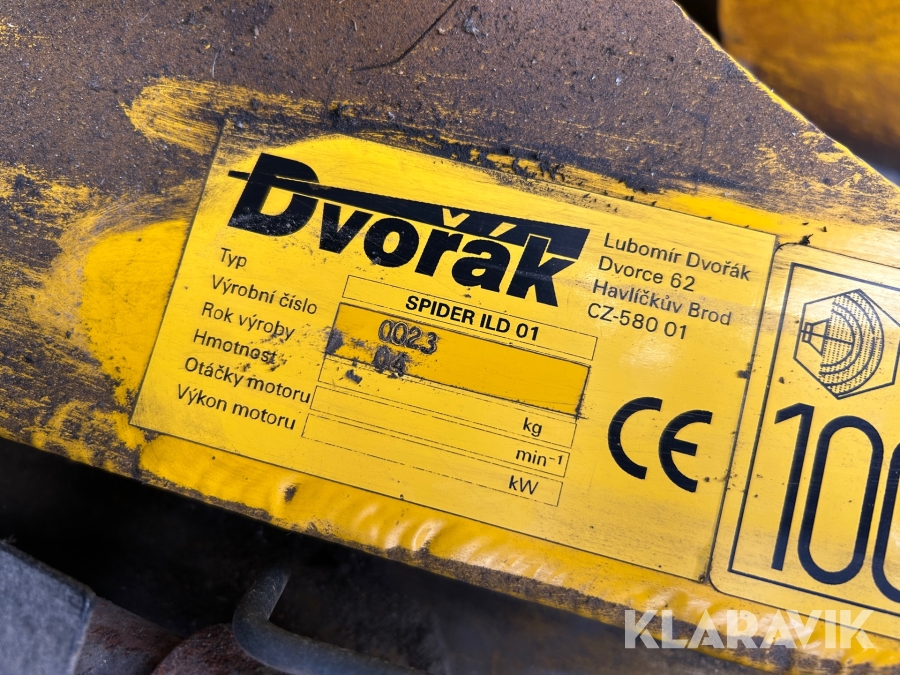 Dvořák
Lubomír Dvořák
Dvorce 62
Havlíčkův Brod
CZ-580 01
Typ SPIDER ILD 01
Výrobní číslo 0023
Rok výroby 04
Hmotnost kg
Otáčky motoru min-1
Výkon motoru kW
CE
100
KLARAVIK